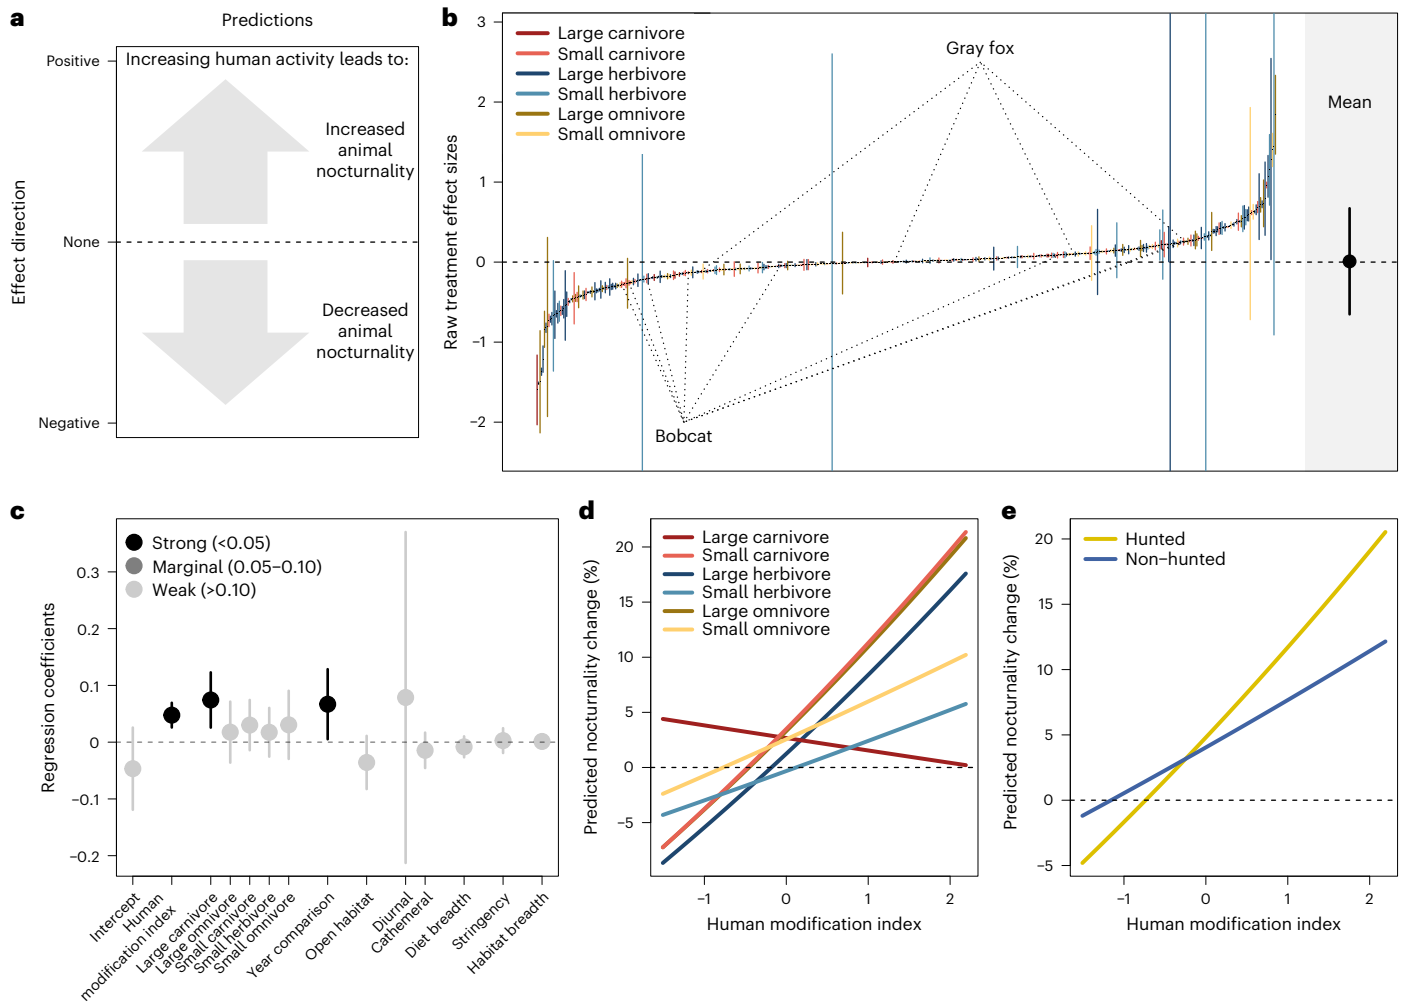 a
Predictions
Increasing human activity leads to:
Positive
None
Negative
Effect direction
Increased
animal
nocturnality
Decreased
animal
nocturnality
b
3
2
1
0
−1
−2
Raw treatment effect sizes
Large carnivore
Small carnivore
Large herbivore
Small herbivore
Large omnivore
Small omnivore
Gray fox
Bobcat
Mean
c
Strong (<0.05)
Marginal (0.05–0.10)
Weak (>0.10)
0.3
0.2
0.1
0
−0.1
−0.2
Regression coefficients
Intercept
Human
modification index
Large carnivore
Large omnivore
Small carnivore
Small herbivore
Small omnivore
Year comparison
Open habitat
Diurnal
Cathemeral
Diet breadth
Stringency
Habitat breadth
d
Large carnivore
Small carnivore
Large herbivore
Small herbivore
Large omnivore
Small omnivore
20
15
10
5
0
−5
Predicted nocturnality change (%)
−1
0
1
2
Human modification index
e
Hunted
Non−hunted
20
15
10
5
0
−5
Predicted nocturnality change (%)
−1
0
1
2
Human modification index